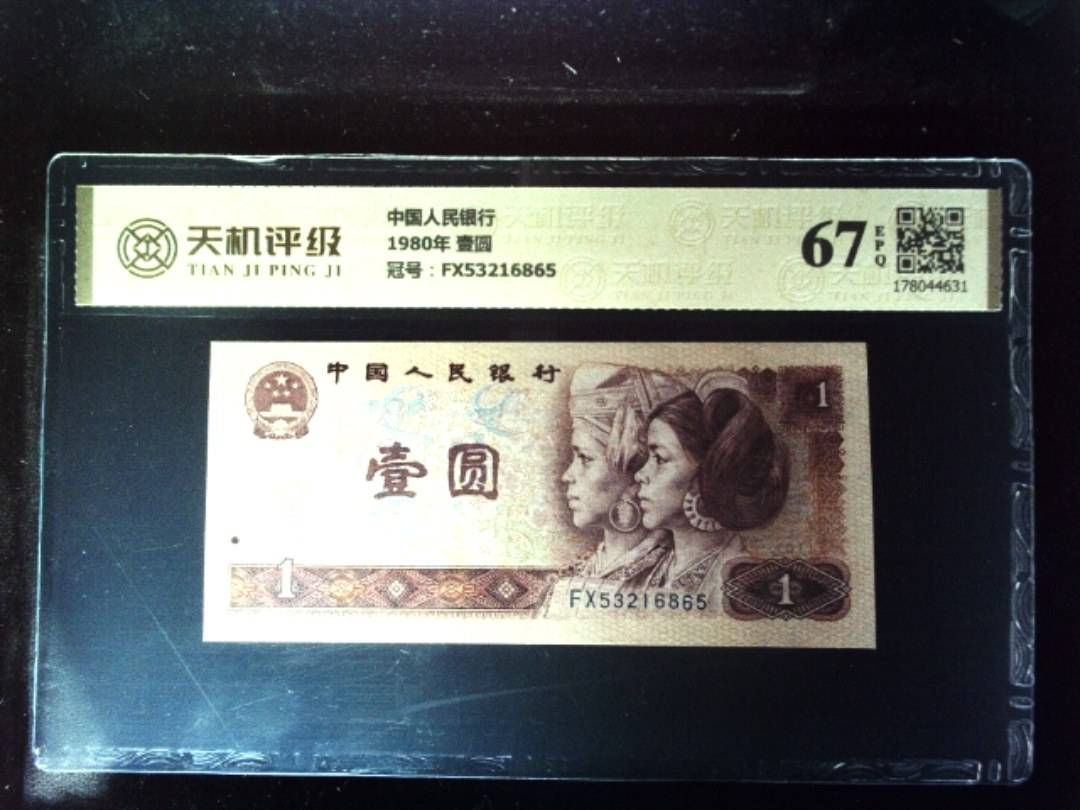 天机评级
TIAN JI PING JI
中国人民银行
1980年 壹圆
冠号：FX53216865
67 EPQ
178044631
中国人民银行
1
壹圆
1
FX53216865
1